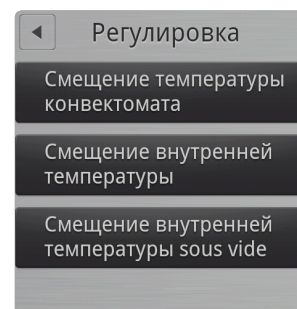 Регулировка
Смещение температуры
конвектомата
Смещение внутренней
температуры
Смещение внутренней
температуры sous vide